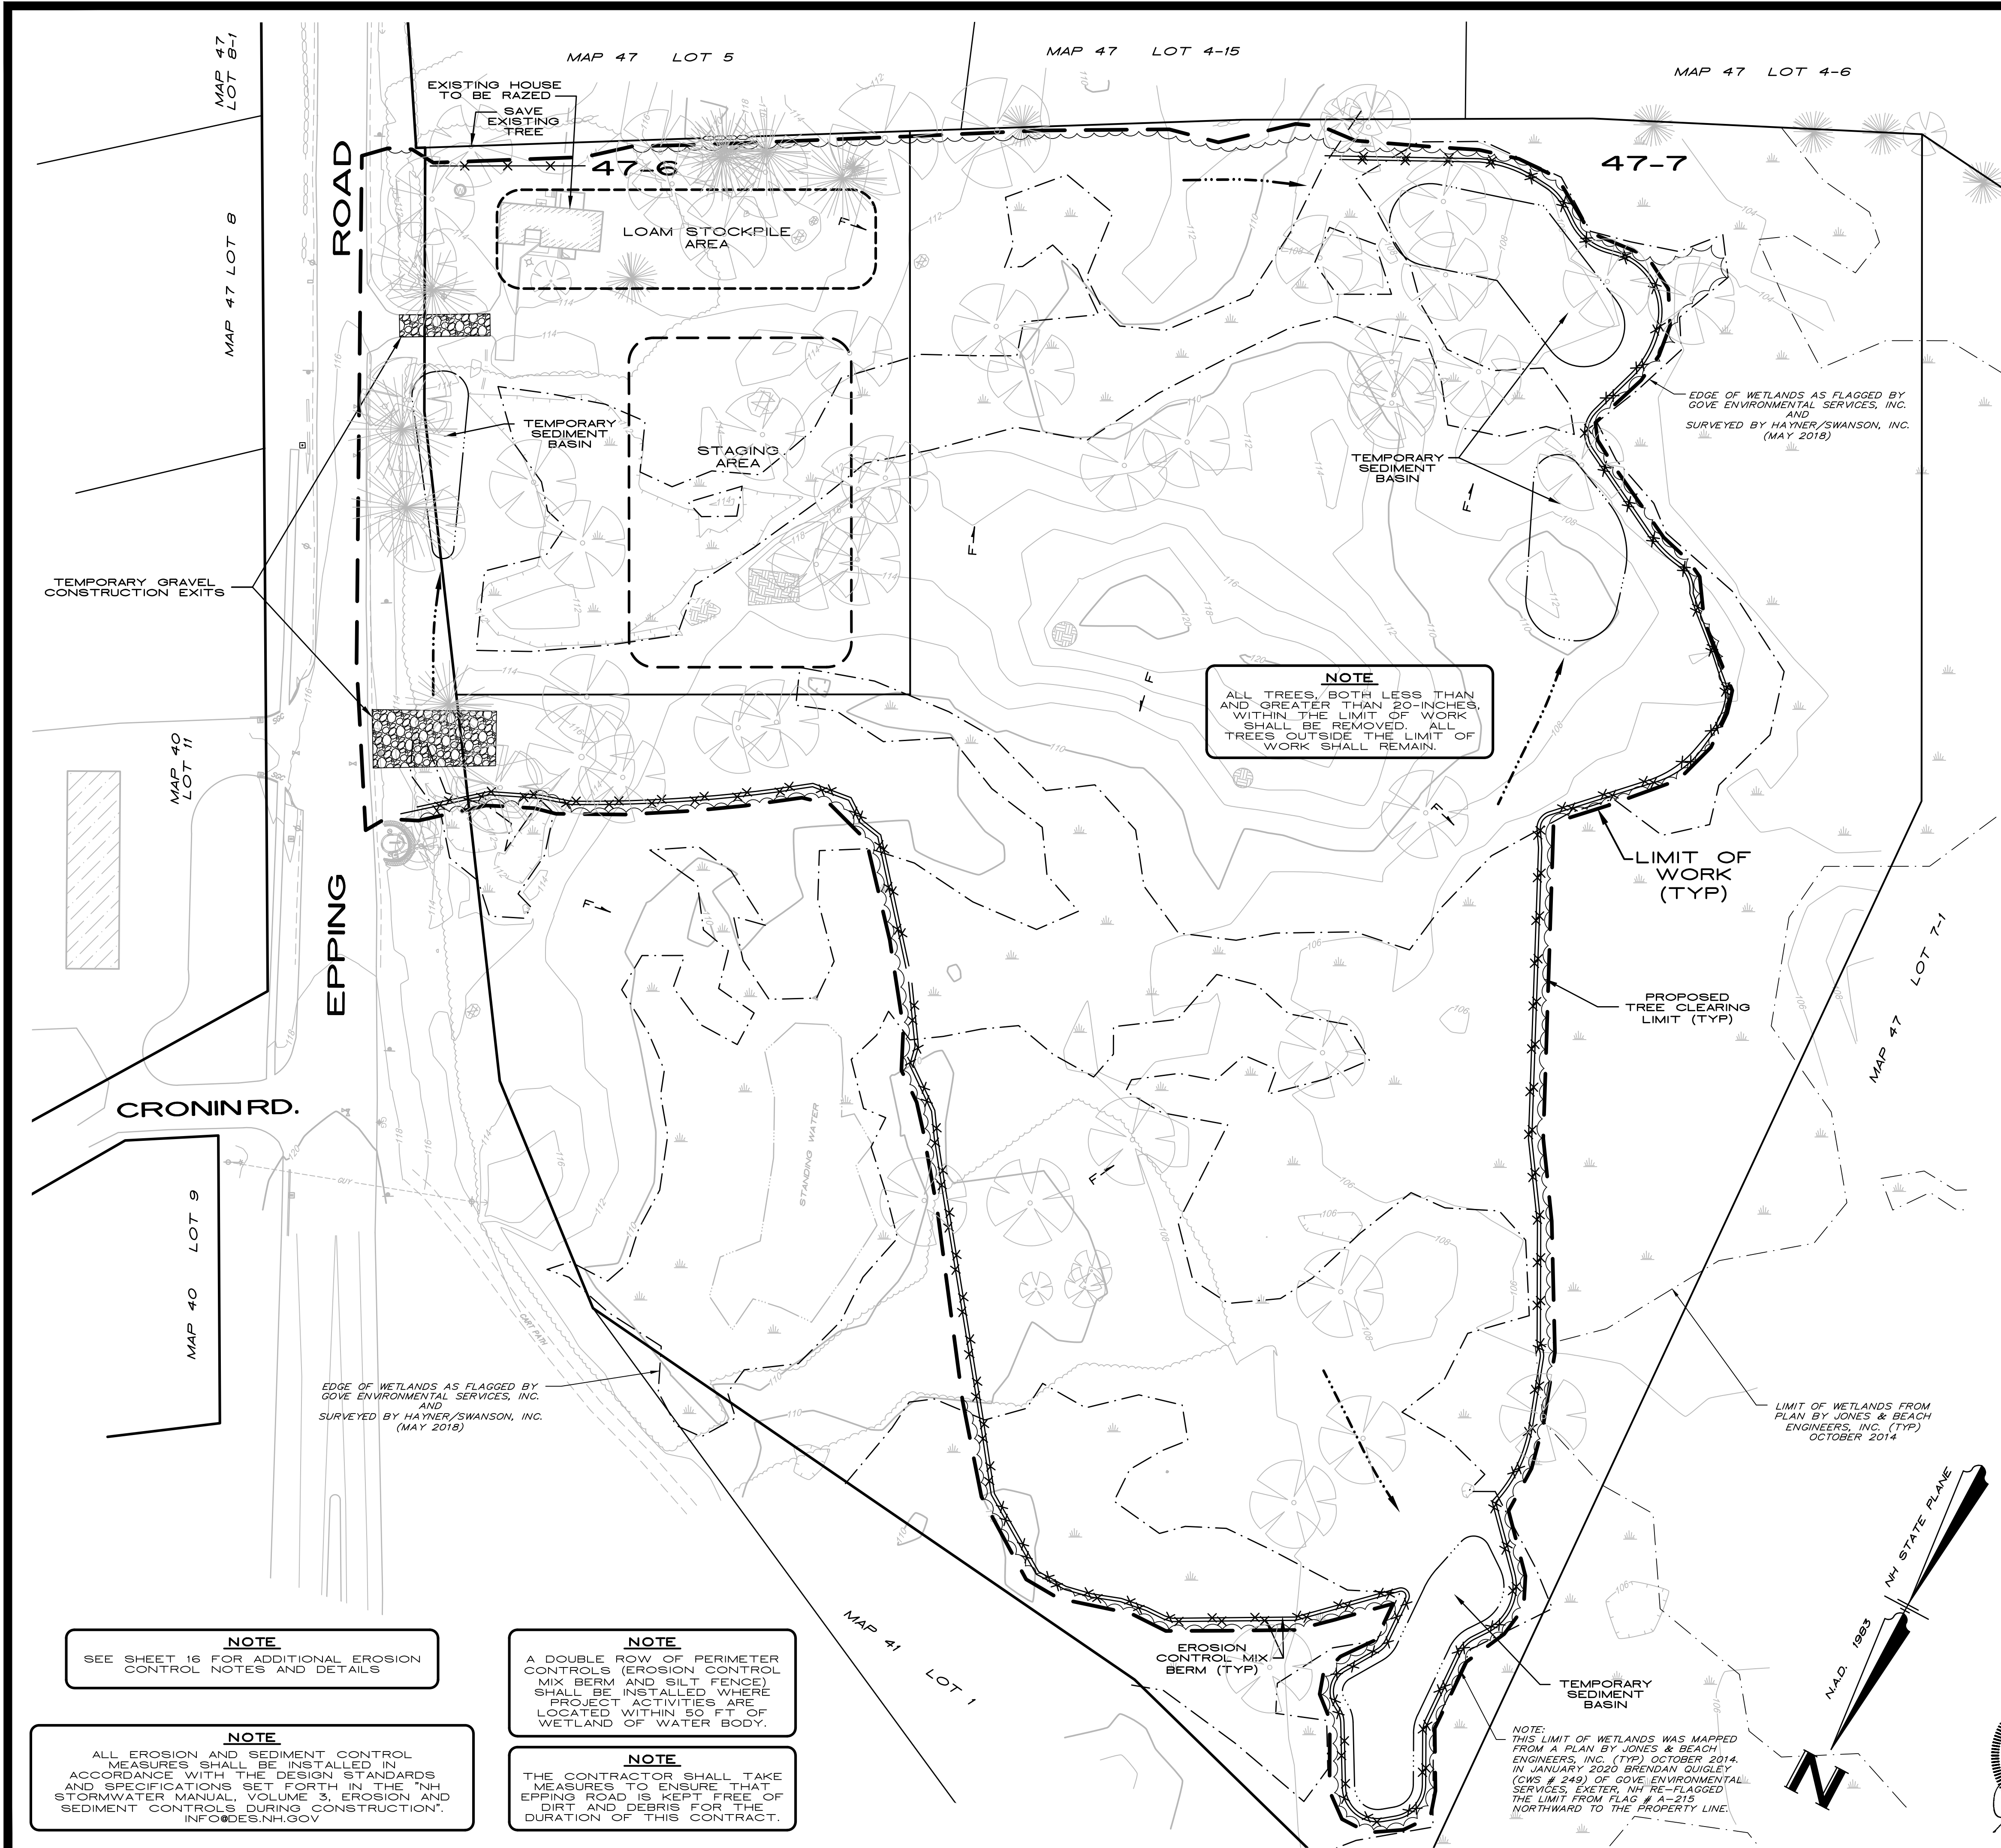 MAP 47
LOT 8-1
MAP 47   LOT 5
MAP 47   LOT 4-15
MAP 47   LOT 4-6
EXISTING HOUSE
TO BE RAZED
SAVE
EXISTING
TREE
ROAD
47-6
47-7
MAP 47 LOT 8
LOAM STOCKPILE
AREA
F
TEMPORARY
SEDIMENT
BASIN
STAGING
AREA
TEMPORARY
SEDIMENT
BASIN
F
F
EDGE OF WETLANDS AS FLAGGED BY
GOVE ENVIRONMENTAL SERVICES, INC.
AND
SURVEYED BY HAYNER/SWANSON, INC.
(MAY 2018)
TEMPORARY GRAVEL
CONSTRUCTION EXITS
F
NOTE
ALL TREES, BOTH LESS THAN
AND GREATER THAN 20-INCHES,
WITHIN THE LIMIT OF WORK
SHALL BE REMOVED.  ALL
TREES OUTSIDE THE LIMIT OF
WORK SHALL REMAIN.
MAP 40
LOT 11
F
LIMIT OF
WORK
(TYP)
EPPING
F
PROPOSED
TREE CLEARING
LIMIT (TYP)
MAP 47   LOT 7-1
CRONIN RD.
STANDING WATER
F
GUY
MAP 40   LOT 9
CART PATH
EDGE OF WETLANDS AS FLAGGED BY
GOVE ENVIRONMENTAL SERVICES, INC.
AND
SURVEYED BY HAYNER/SWANSON, INC.
(MAY 2018)
LIMIT OF WETLANDS FROM
PLAN BY JONES & BEACH
ENGINEERS, INC. (TYP)
OCTOBER 2014
MAP 41   LOT 1
EROSION
CONTROL MIX
BERM (TYP)
TEMPORARY
SEDIMENT
BASIN
NOTE:
THIS LIMIT OF WETLANDS WAS MAPPED
FROM A PLAN BY JONES & BEACH
ENGINEERS, INC. (TYP) OCTOBER 2014.
IN JANUARY 2020 BRENDAN QUIGLEY
(CWS # 249) OF GOVE ENVIRONMENTAL
SERVICES, EXETER, NH RE-FLAGGED
THE LIMIT FROM FLAG # A-215
NORTHWARD TO THE PROPERTY LINE.
N.A.D. 1983
NH STATE PLANE
N
NOTE
SEE SHEET 16 FOR ADDITIONAL EROSION
CONTROL NOTES AND DETAILS
NOTE
A DOUBLE ROW OF PERIMETER
CONTROLS (EROSION CONTROL
MIX BERM AND SILT FENCE)
SHALL BE INSTALLED WHERE
PROJECT ACTIVITIES ARE
LOCATED WITHIN 50 FT OF
WETLAND OF WATER BODY.
NOTE
ALL EROSION AND SEDIMENT CONTROL
MEASURES SHALL BE INSTALLED IN
ACCORDANCE WITH THE DESIGN STANDARDS
AND SPECIFICATIONS SET FORTH IN THE "NH
STORMWATER MANUAL, VOLUME 3, EROSION AND
SEDIMENT CONTROLS DURING CONSTRUCTION".
INFO@DES.NH.GOV
NOTE
THE CONTRACTOR SHALL TAKE
MEASURES TO ENSURE THAT
EPPING ROAD IS KEPT FREE OF
DIRT AND DEBRIS FOR THE
DURATION OF THIS CONTRACT.